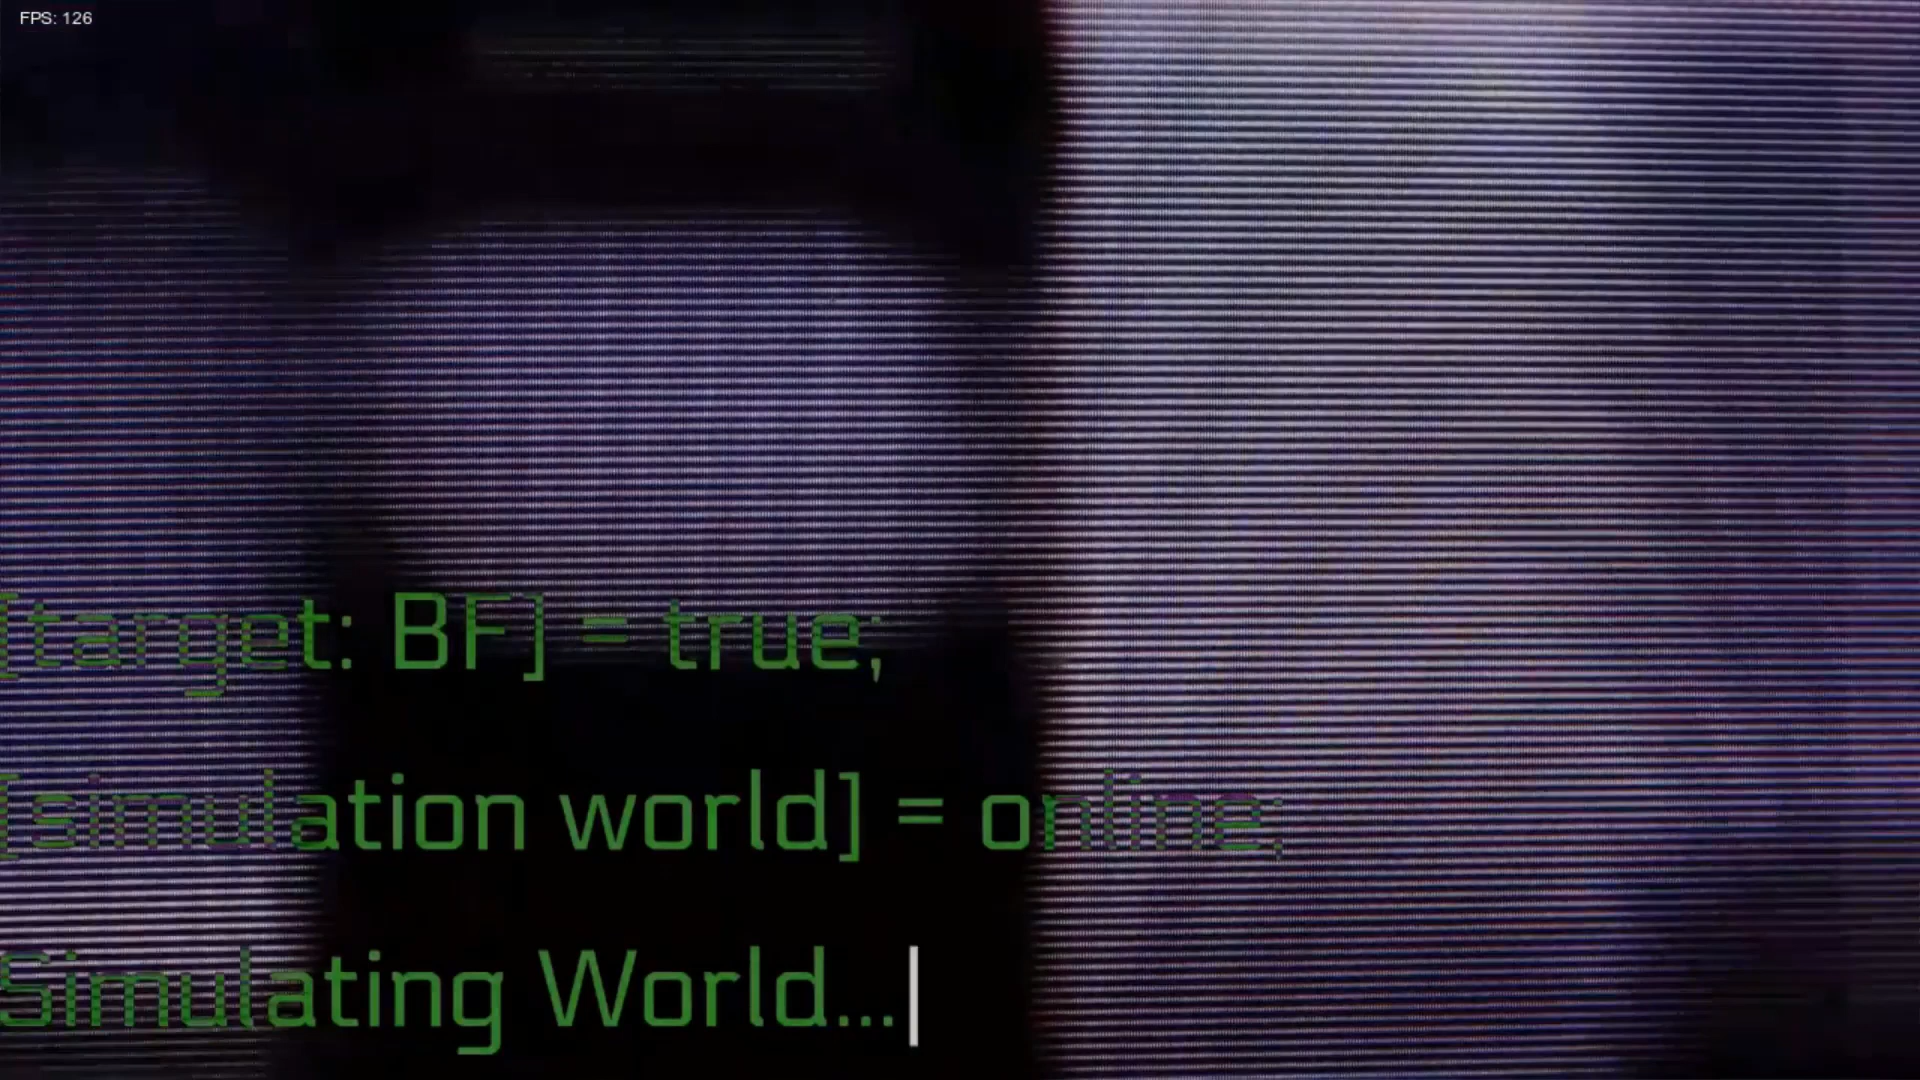 FPS: 126
[target: BF] = true;
[simulation world] = online;
Simulating World...